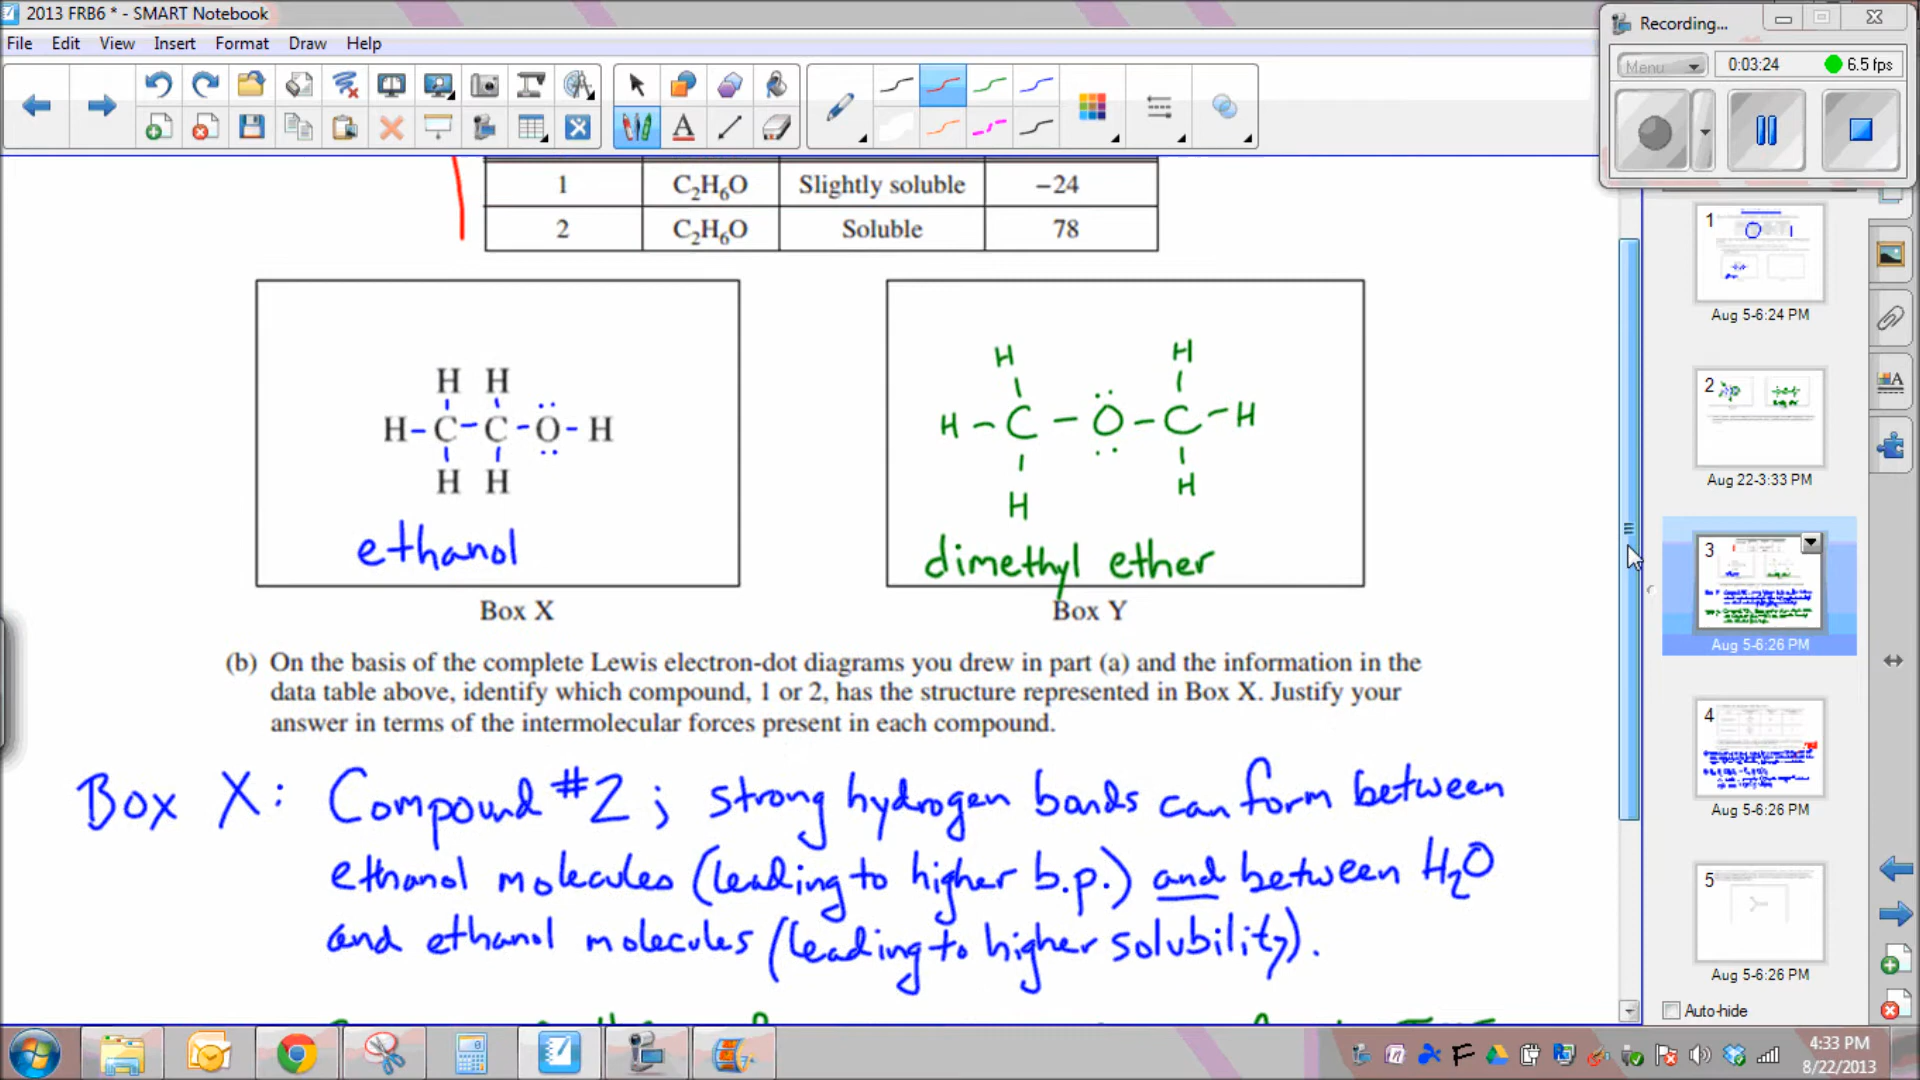 2013 FRB6 * - SMART Notebook
File Edit View Insert Format Draw Help
Recording...
Menu 0:03:24 6.5 fps
1 C₂H₆O Slightly soluble −24
2 C₂H₆O Soluble 78
H H
H-C-C-O-H
H H
ethanol
Box X
H H
H-C-O-C-H
H H
dimethyl ether
Box Y
(b) On the basis of the complete Lewis electron-dot diagrams you drew in part (a) and the information in the
data table above, identify which compound, 1 or 2, has the structure represented in Box X. Justify your
answer in terms of the intermolecular forces present in each compound.
Box X: Compound #2; strong hydrogen bonds can form between
ethanol molecules (leading to higher b.p.) and between H₂O
and ethanol molecules (leading to higher solubility).
1
Aug 5-6:24 PM
2
Aug 22-3:33 PM
3
Aug 5-6:26 PM
4
Aug 5-6:26 PM
5
Aug 5-6:26 PM
Auto-hide
4:33 PM
8/22/2013